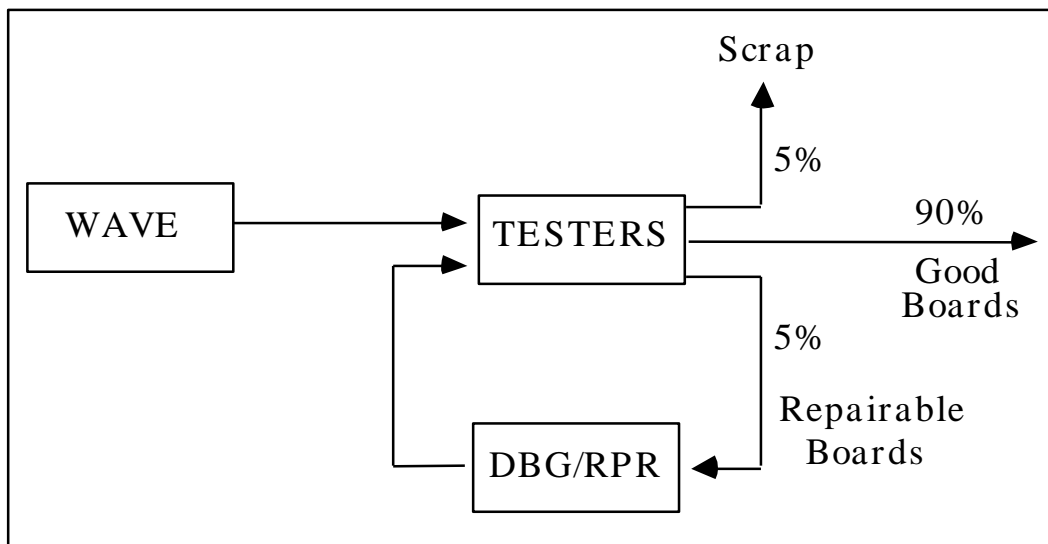 Scrap
5%
WAVE
TESTERS
90%
Good
Boards
5%
Repairable
Boards
DBG/RPR